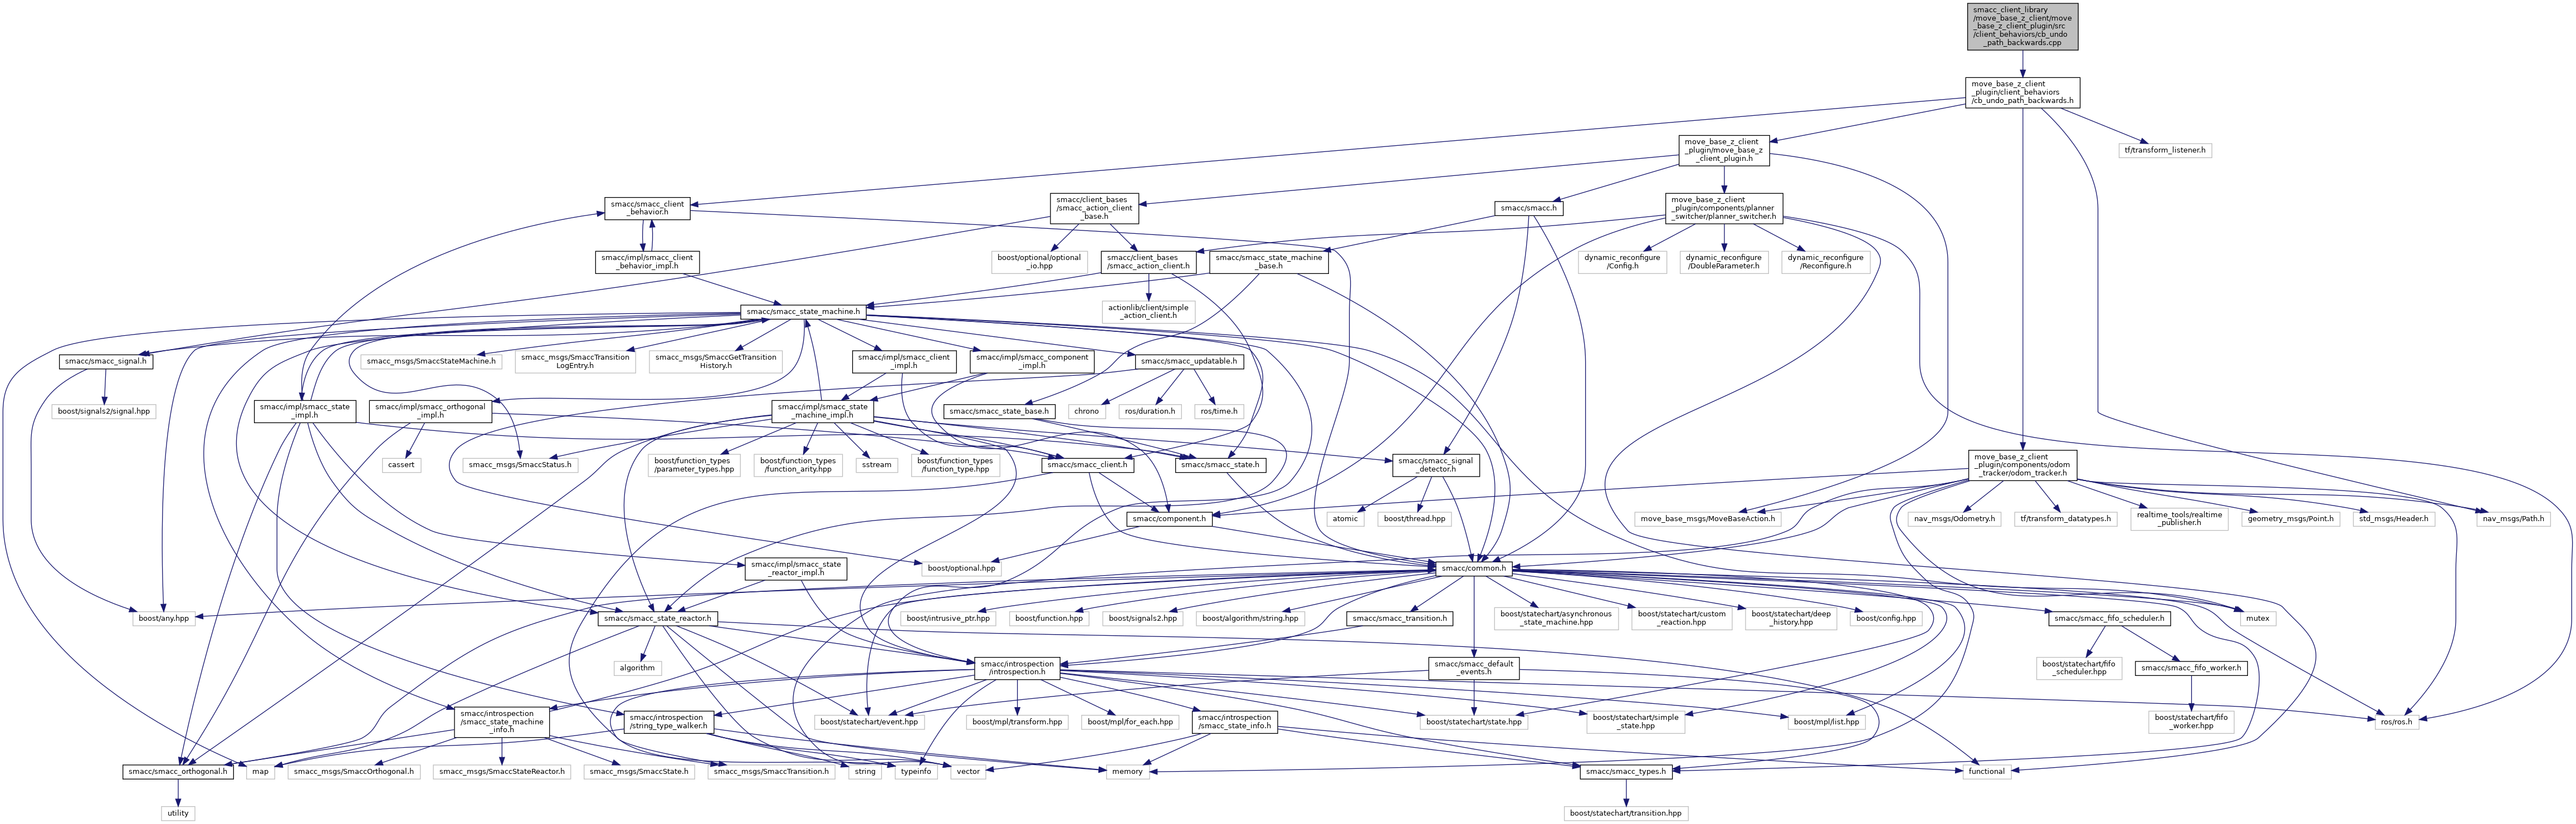 smacc_client_library
/move_base_z_client/move
_base_z_client_plugin/src
/client_behaviors/cb_undo
_path_backwards.cpp
move_base_z_client
_plugin/client_behaviors
/cb_undo_path_backwards.h
move_base_z_client
_plugin/move_base_z
_client_plugin.h
tf/transform_listener.h
smacc/smacc_client
_behavior.h
smacc/client_bases
/smacc_action_client
_base.h
smacc/smacc.h
move_base_z_client
_plugin/components/planner
_switcher/planner_switcher.h
smacc/impl/smacc_client
_behavior_impl.h
boost/optional/optional
_io.hpp
smacc/client_bases
/smacc_action_client.h
smacc/smacc_state_machine
_base.h
dynamic_reconfigure
/Config.h
dynamic_reconfigure
/DoubleParameter.h
dynamic_reconfigure
/Reconfigure.h
smacc/smacc_state_machine.h
actionlib/client/simple
_action_client.h
smacc/smacc_signal.h
smacc_msgs/SmaccStateMachine.h
smacc_msgs/SmaccTransition
LogEntry.h
smacc_msgs/SmaccGetTransition
History.h
smacc/impl/smacc_client
_impl.h
smacc/impl/smacc_component
_impl.h
smacc/smacc_updatable.h
boost/signals2/signal.hpp
smacc/impl/smacc_state
_impl.h
smacc/impl/smacc_orthogonal
_impl.h
smacc/impl/smacc_state
_machine_impl.h
smacc/smacc_state_base.h
chrono
ros/duration.h
ros/time.h
cassert
smacc_msgs/SmaccStatus.h
boost/function_types
/parameter_types.hpp
boost/function_types
/function_arity.hpp
sstream
boost/function_types
/function_type.hpp
smacc/smacc_client.h
smacc/smacc_state.h
smacc/smacc_signal
_detector.h
move_base_z_client
_plugin/components/odom
_tracker/odom_tracker.h
smacc/component.h
atomic
boost/thread.hpp
move_base_msgs/MoveBaseAction.h
nav_msgs/Odometry.h
tf/transform_datatypes.h
realtime_tools/realtime
_publisher.h
geometry_msgs/Point.h
std_msgs/Header.h
nav_msgs/Path.h
smacc/impl/smacc_state
_reactor_impl.h
boost/optional.hpp
smacc/common.h
boost/any.hpp
smacc/smacc_state_reactor.h
boost/intrusive_ptr.hpp
boost/function.hpp
boost/signals2.hpp
boost/algorithm/string.hpp
smacc/smacc_transition.h
boost/statechart/asynchronous
_state_machine.hpp
boost/statechart/custom
_reaction.hpp
boost/statechart/deep
_history.hpp
boost/config.hpp
smacc/smacc_fifo_scheduler.h
mutex
algorithm
smacc/introspection
/introspection.h
smacc/smacc_default
_events.h
boost/statechart/fifo
_scheduler.hpp
smacc/smacc_fifo_worker.h
smacc/introspection
/smacc_state_machine
_info.h
smacc/introspection
/string_type_walker.h
boost/statechart/event.hpp
boost/mpl/transform.hpp
boost/mpl/for_each.hpp
smacc/introspection
/smacc_state_info.h
boost/statechart/state.hpp
boost/statechart/simple
_state.hpp
boost/mpl/list.hpp
boost/statechart/fifo
_worker.hpp
ros/ros.h
smacc/smacc_orthogonal.h
map
smacc_msgs/SmaccOrthogonal.h
smacc_msgs/SmaccStateReactor.h
smacc_msgs/SmaccState.h
smacc_msgs/SmaccTransition.h
string
typeinfo
vector
memory
smacc/smacc_types.h
functional
utility
boost/statechart/transition.hpp